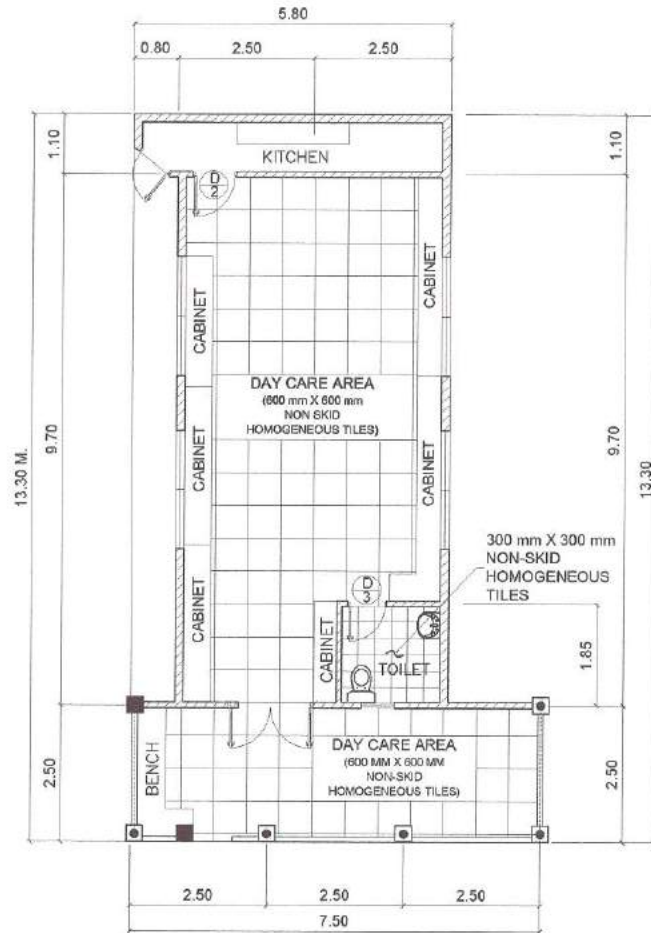 5.80
0.80
2.50
2.50
1.10
1.10
KITCHEN
D
2
CABINET
CABINET
DAY CARE AREA
(600 mm X 600 mm
NON SKID
HOMOGENEOUS TILES)
9.70
13.30 M.
9.70
13.30
CABINET
CABINET
300 mm X 300 mm
NON-SKID
HOMOGENEOUS
TILES
D
3
CABINET
CABINET
TOILET
1.85
2.50
BENCH
DAY CARE AREA
(600 MM X 600 MM
NON-SKID
HOMOGENEOUS TILES)
2.50
2.50
2.50
2.50
7.50